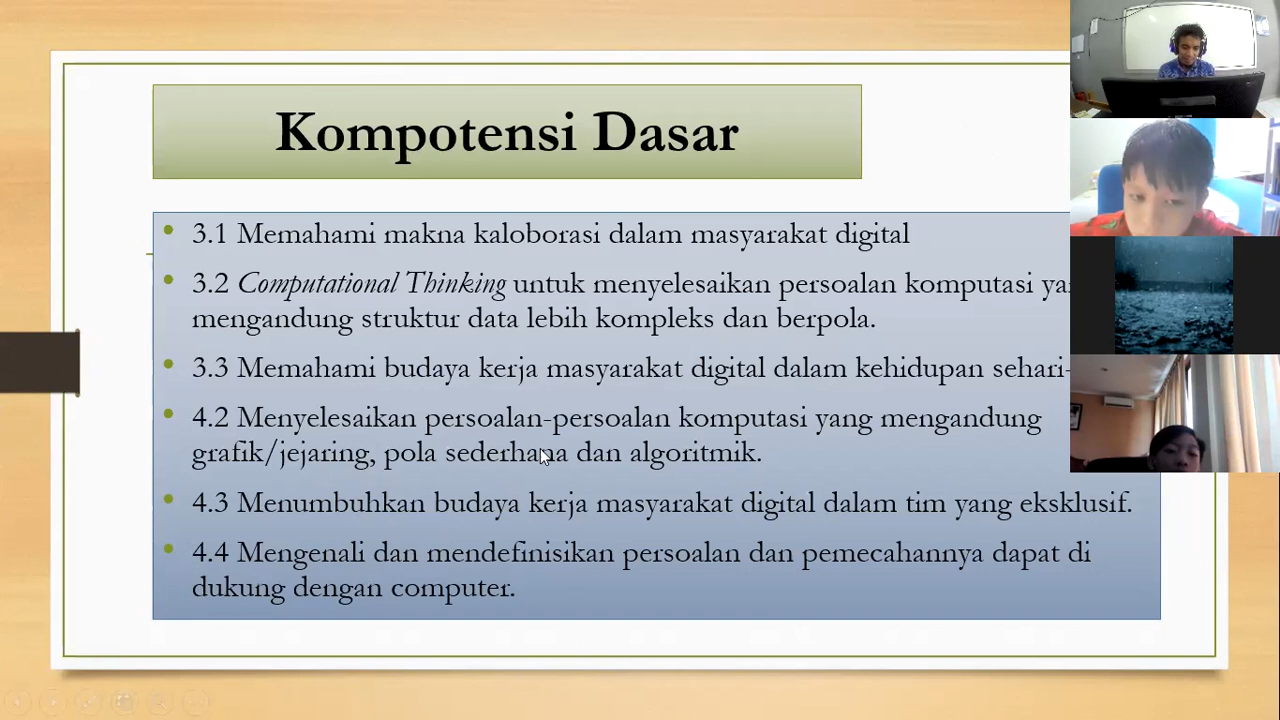 Kompotensi Dasar
3.1 Memahami makna kaloborasi dalam masyarakat digital
3.2 Computational Thinking untuk menyelesaikan persoalan komputasi
mengandung struktur data lebih kompleks dan berpola.
3.3 Memahami budaya kerja masyarakat digital dalam kehidupan sehari-
4.2 Menyelesaikan persoalan-persoalan komputasi yang mengandung
grafik/jejaring, pola sederhana dan algoritmik.
4.3 Menumbuhkan budaya kerja masyarakat digital dalam tim yang eksklusif.
4.4 Mengenali dan mendefinisikan persoalan dan pemecahannya dapat di
dukung dengan computer.